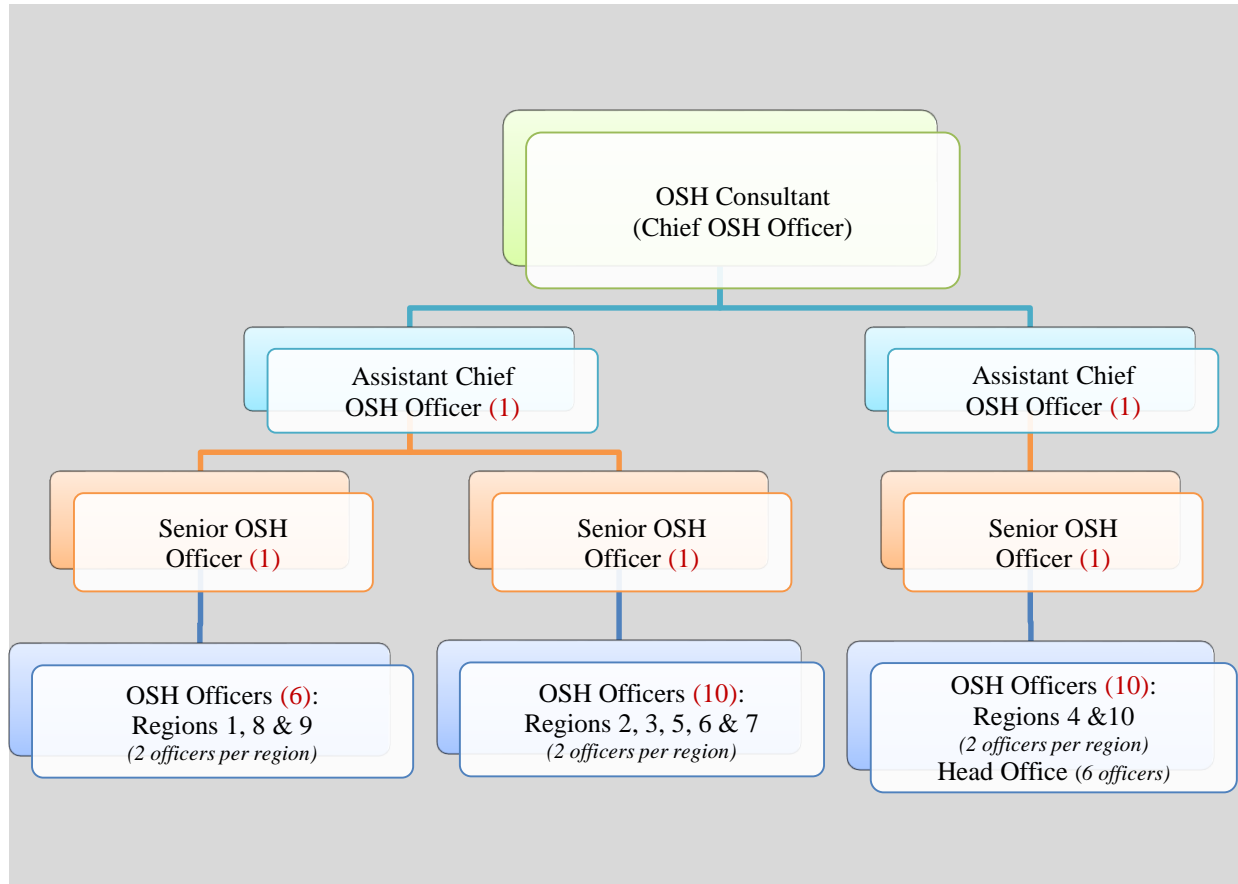 OSH Consultant
(Chief OSH Officer)
Assistant Chief
OSH Officer (1)
Assistant Chief
OSH Officer (1)
Senior OSH
Officer (1)
Senior OSH
Officer (1)
Senior OSH
Officer (1)
OSH Officers (6):
Regions 1, 8 & 9
(2 officers per region)
OSH Officers (10):
Regions 2, 3, 5, 6 & 7
(2 officers per region)
OSH Officers (10):
Regions 4 &10
(2 officers per region)
Head Office (6 officers)